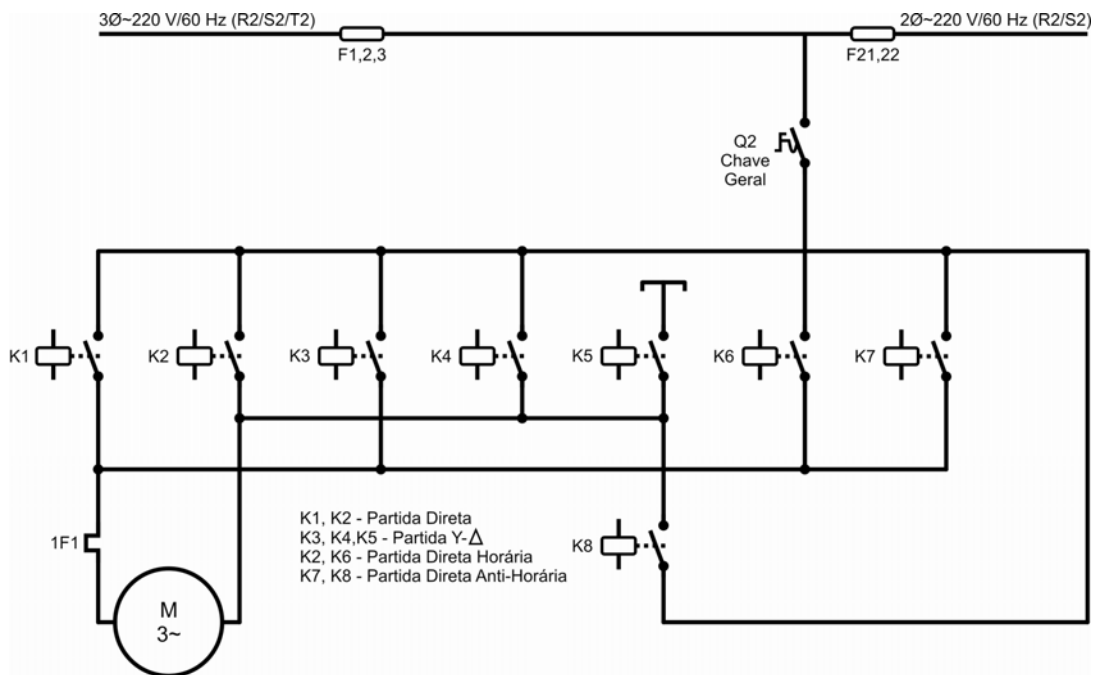 3Ø~220 V/60 Hz (R2/S2/T2)
2Ø~220 V/60 Hz (R2/S2)
F1,2,3
F21,22
Q2
Chave
Geral
K1
K2
K3
K4
K5
K6
K7
K1, K2 - Partida Direta
K3, K4,K5 - Partida Y-Δ
K2, K6 - Partida Direta Horária
K7, K8 - Partida Direta Anti-Horária
1F1
K8
M
3~